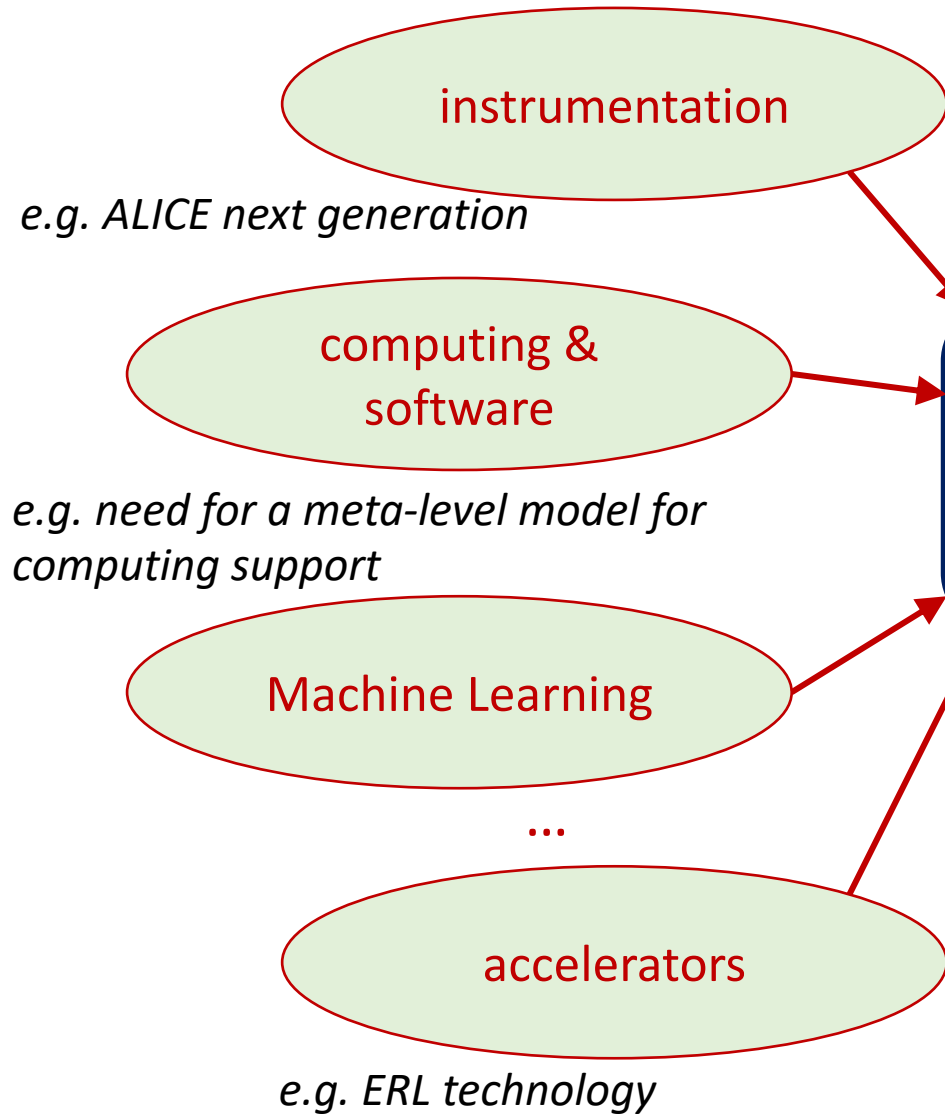 instrumentation
e.g. ALICE next generation
computing &
software
e.g. need for a meta-level model for
computing support
Machine Learning
...
accelerators
e.g. ERL technology